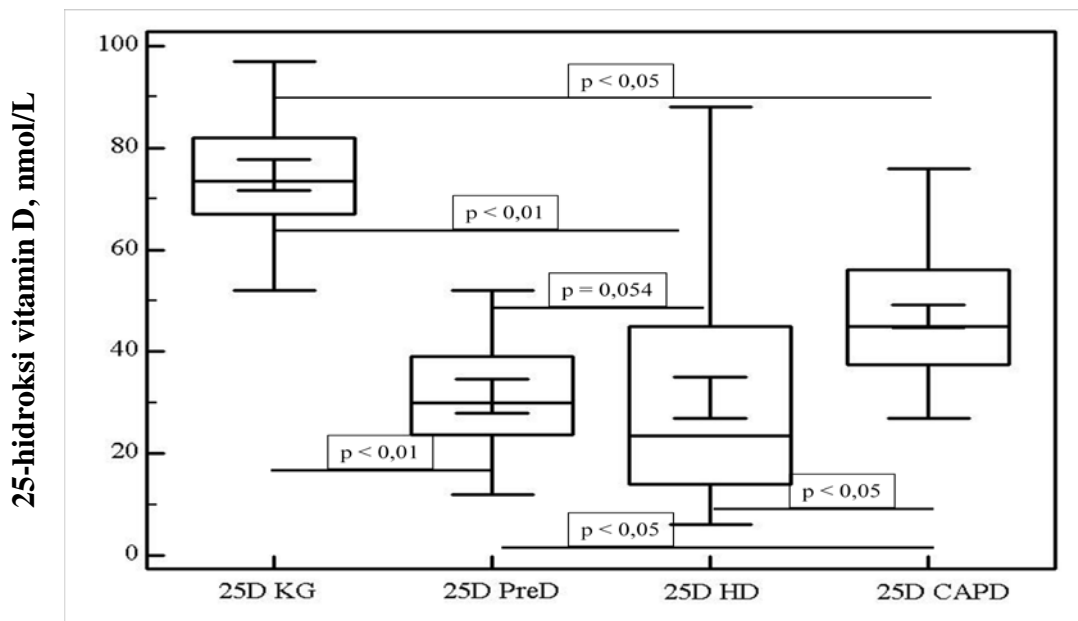 25-hidroksi vitamin D, nmol/L
100
80
60
40
20
0
p < 0,05
p < 0,01
p = 0,054
p < 0,01
p < 0,05
p < 0,05
25D KG
25D PreD
25D HD
25D CAPD